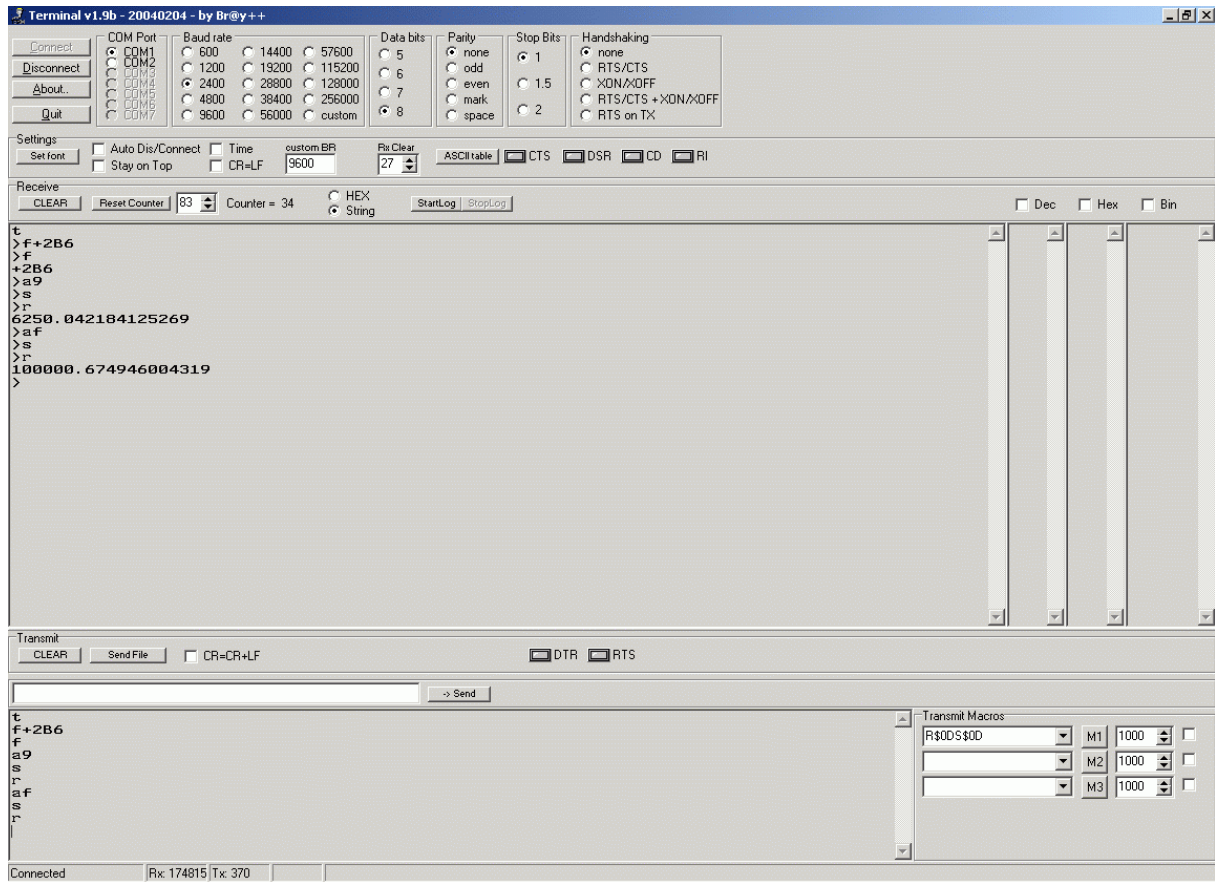 Terminal v1.9b - 20040204 - by Br@y++
Connect
Disconnect
About..
Quit
COM Port
COM1
COM2
COM3
COM4
COM5
COM6
COM7
Baud rate
600 14400 57600
1200 19200 115200
2400 28800 128000
4800 38400 256000
9600 56000 custom
Data bits
5
6
7
8
Parity
none
odd
even
mark
space
Stop Bits
1
1.5
2
Handshaking
none
RTS/CTS
XON/XOFF
RTS/CTS + XON/XOFF
RTS on TX
Settings
Set font
Auto Dis/Connect Time
Stay on Top CR=LF
custom BR
9600
Rx Clear
27
ASCII table CTS DSR CD RI
Receive
CLEAR Reset Counter 83 Counter = 34
HEX
String
StartLog StopLog
Dec Hex Bin
t
>f+2B6
>f
+2B6
>a9
>s
>r
6250.042184125269
>af
>s
>r
100000.674946004319
>
Transmit
CLEAR Send File CR=CR+LF DTR RTS
-> Send
t
f+2B6
f
a9
s
r
af
s
r
Transmit Macros
R$0DS$0D M1 1000
M2 1000
M3 1000
Connected Rx: 174815 Tx: 370